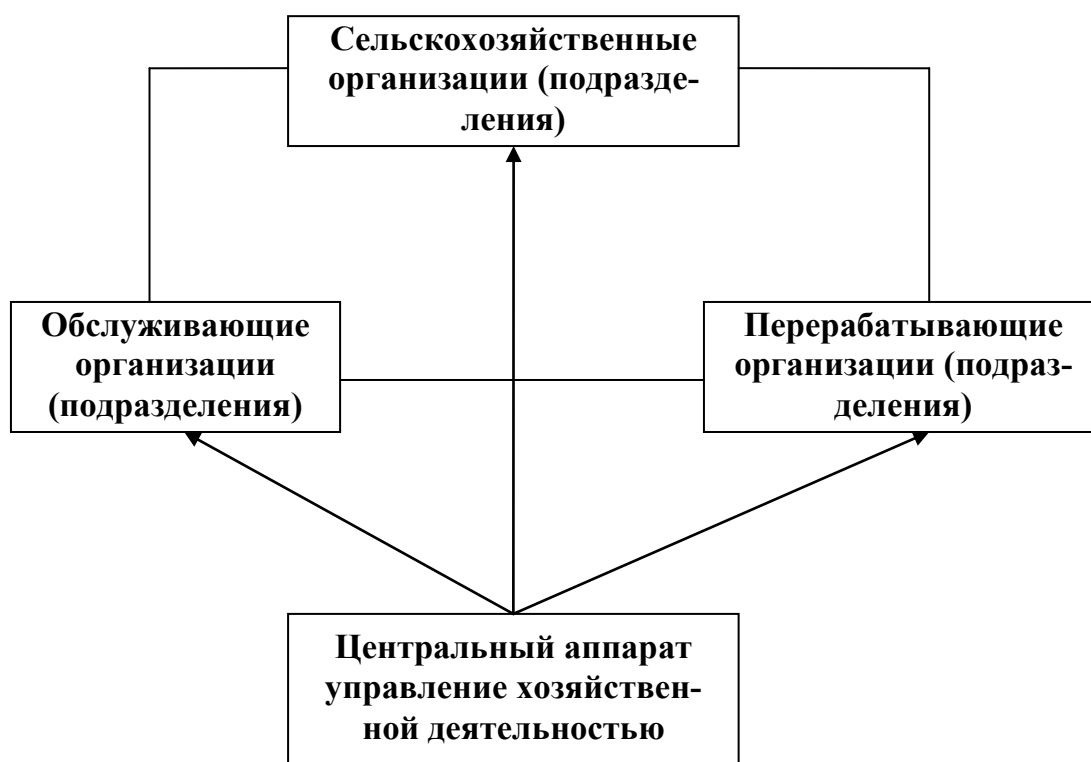 Сельскохозяйственные
организации (подразде-
ления)
Обслуживающие
организации
(подразделения)
Перерабатывающие
организации (подраз-
деления)
Центральный аппарат
управление хозяйствен-
ной деятельностью